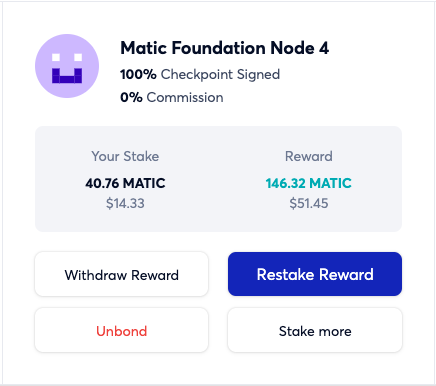 Matic Foundation Node 4
100% Checkpoint Signed
0% Commission
Your Stake
Reward
40.76 MATIC
146.32 MATIC
$14.33
$51.45
Withdraw Reward
Restake Reward
Unbond
Stake more